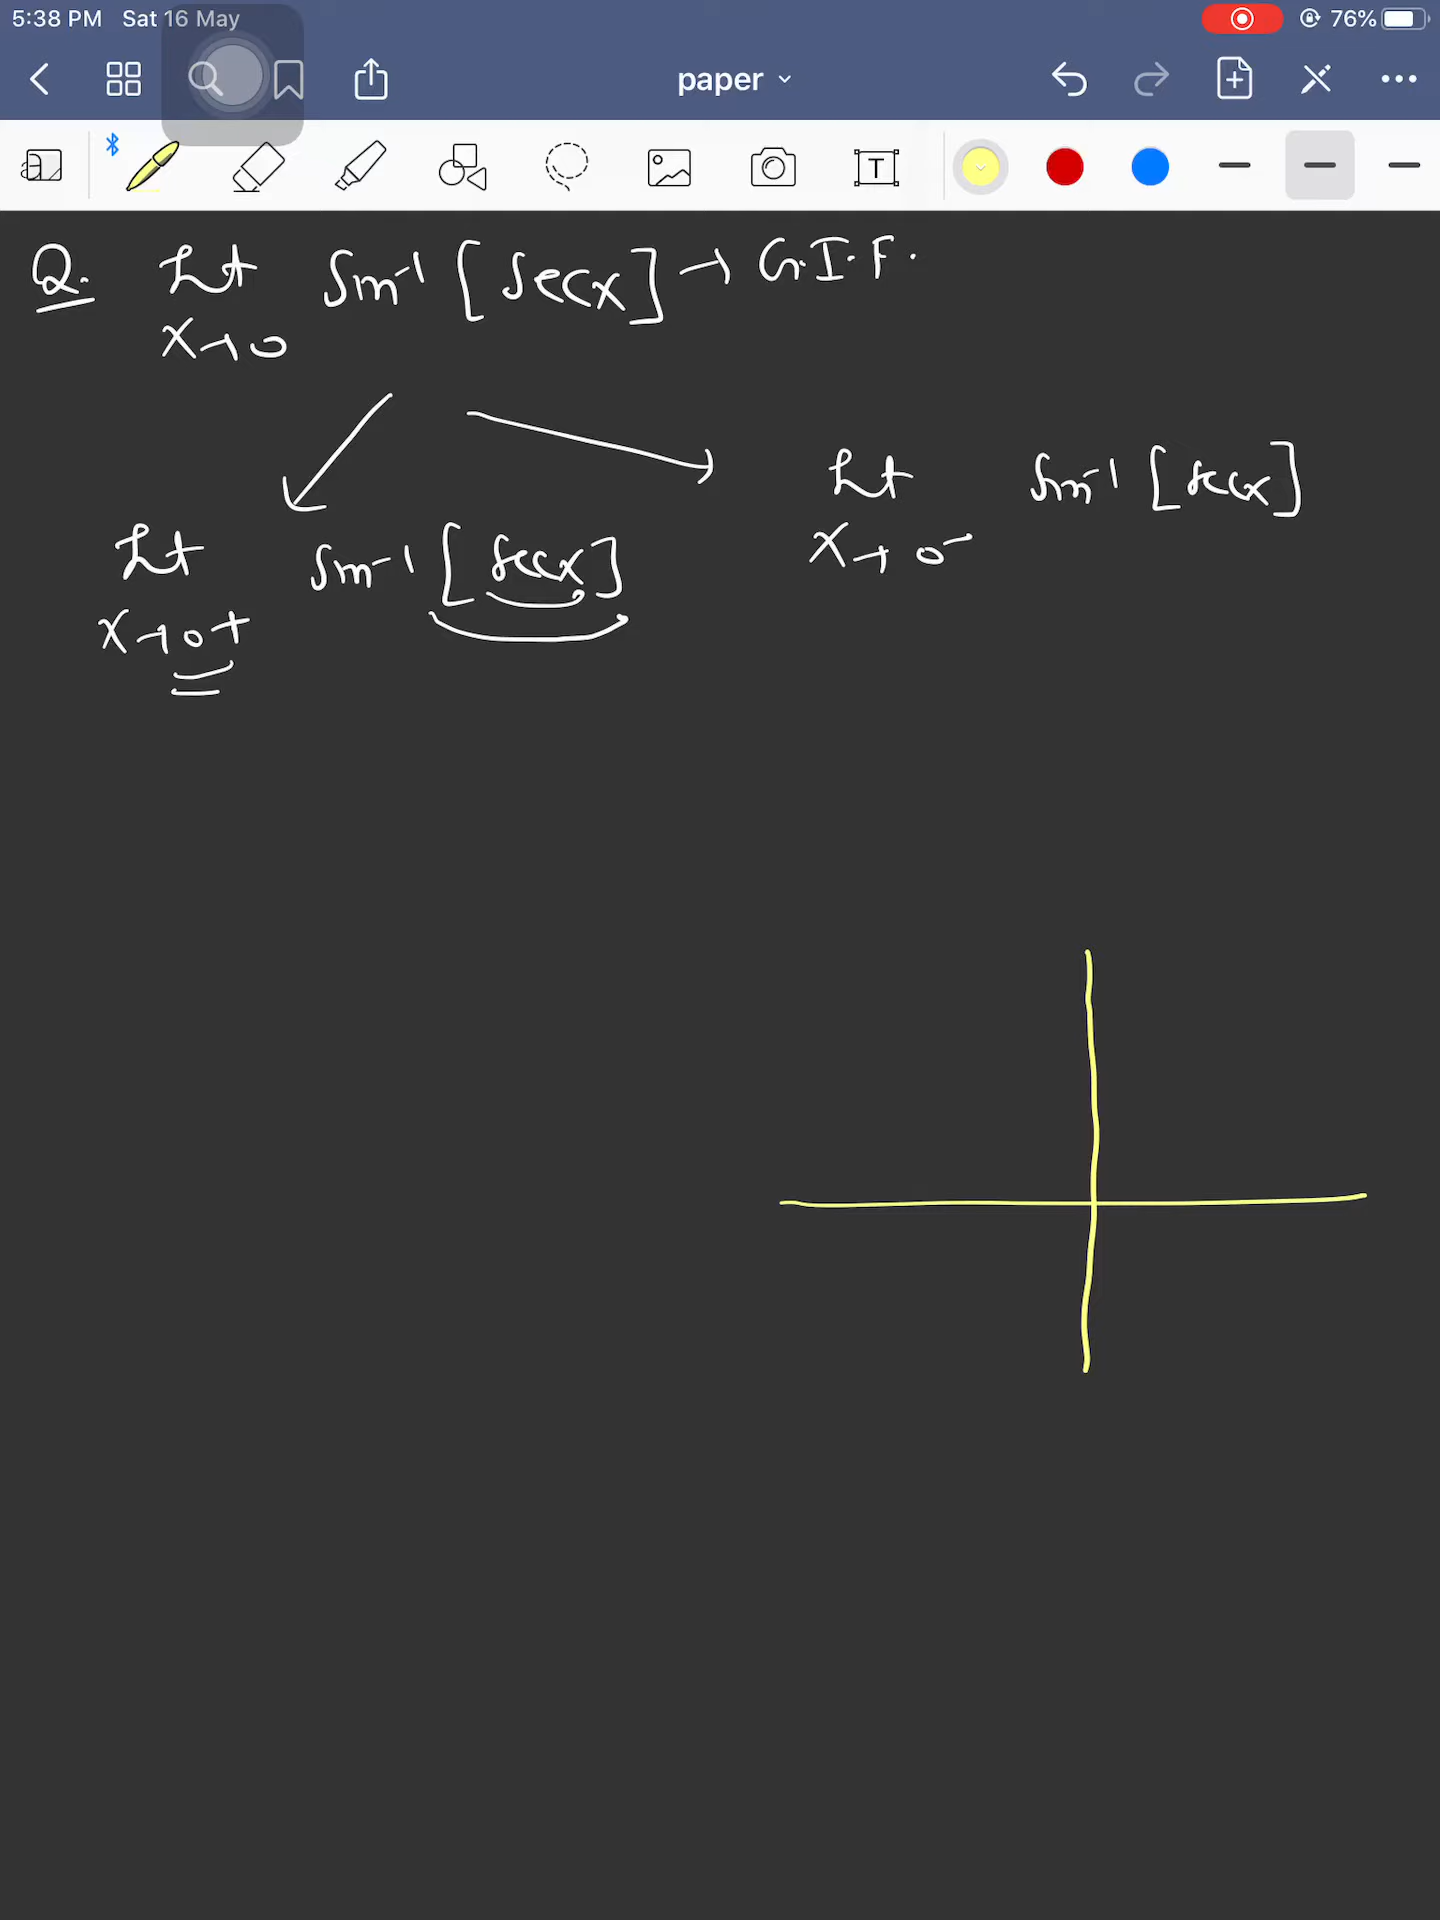 5:38 PM Sat 16 May 76%
paper
T
Q. Lt Sin⁻¹ [Secx] → G.I.F.
x→0
Lt Sin⁻¹ [secx]
x→0⁻
Lt Sin⁻¹ [secx]
x→0+